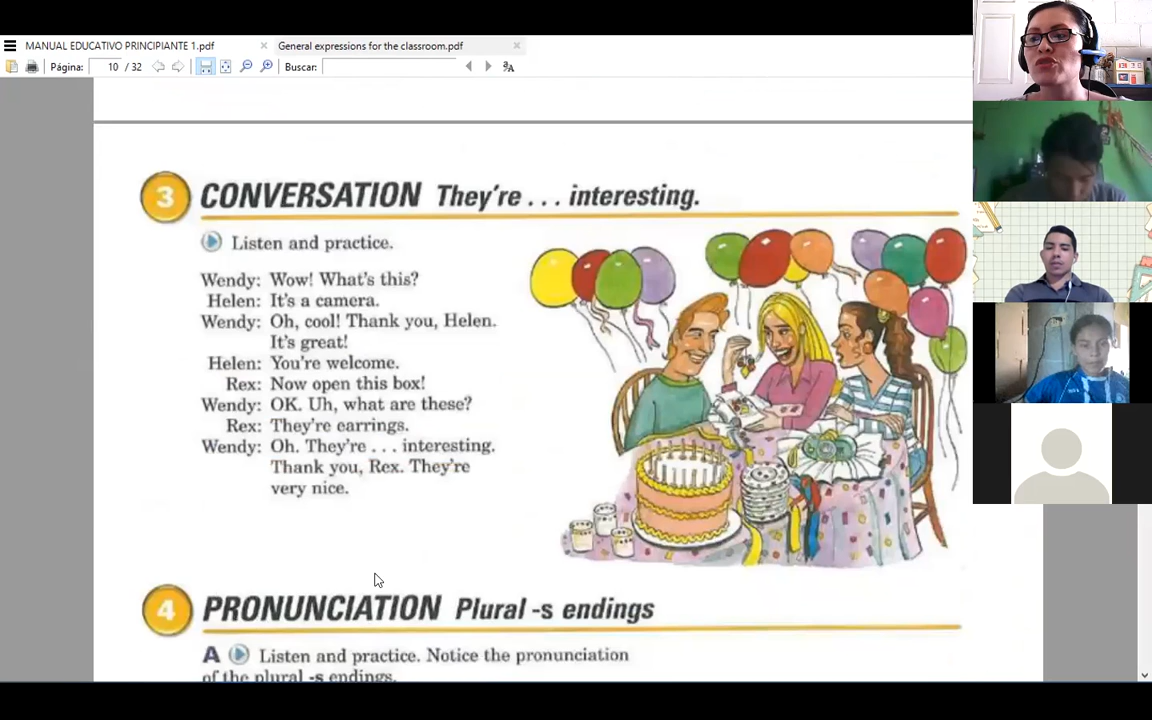 MANUAL EDUCATIVO PRINCIPIANTE 1.pdf
General expressions for the classroom.pdf
Página: 10 / 32
Buscar:
3 CONVERSATION They're . . . interesting.
Listen and practice.
Wendy: Wow! What's this?
Helen: It's a camera.
Wendy: Oh, cool! Thank you, Helen.
It's great!
Helen: You're welcome.
Rex: Now open this box!
Wendy: OK. Uh, what are these?
Rex: They're earrings.
Wendy: Oh. They're . . . interesting.
Thank you, Rex. They're
very nice.
4 PRONUNCIATION Plural -s endings
A Listen and practice. Notice the pronunciation
of the plural -s endings.